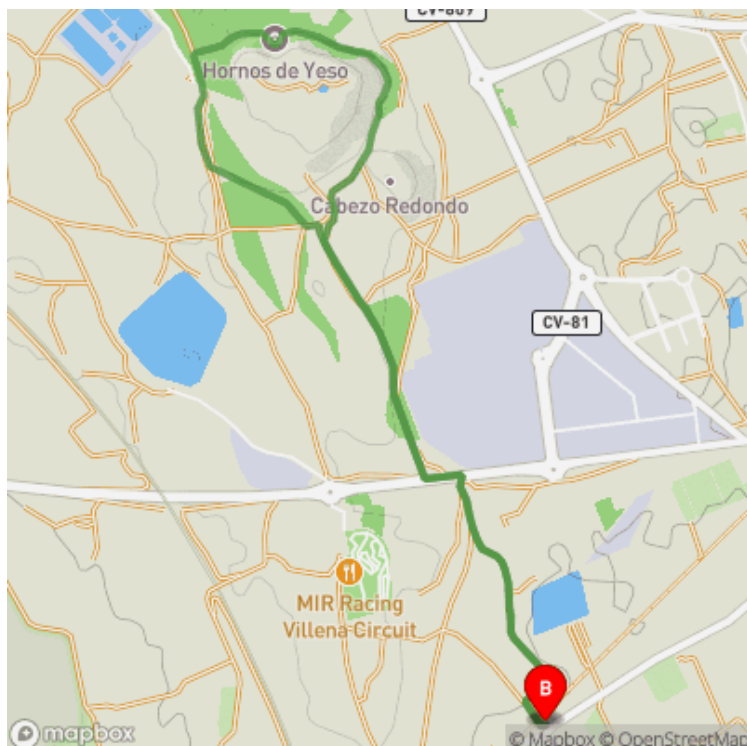 CV-809
Hornos de Yeso
Cabezo Redondo
CV-81
MIR Racing
Villena Circuit
B
mapbox
© Mapbox © OpenStreetMap